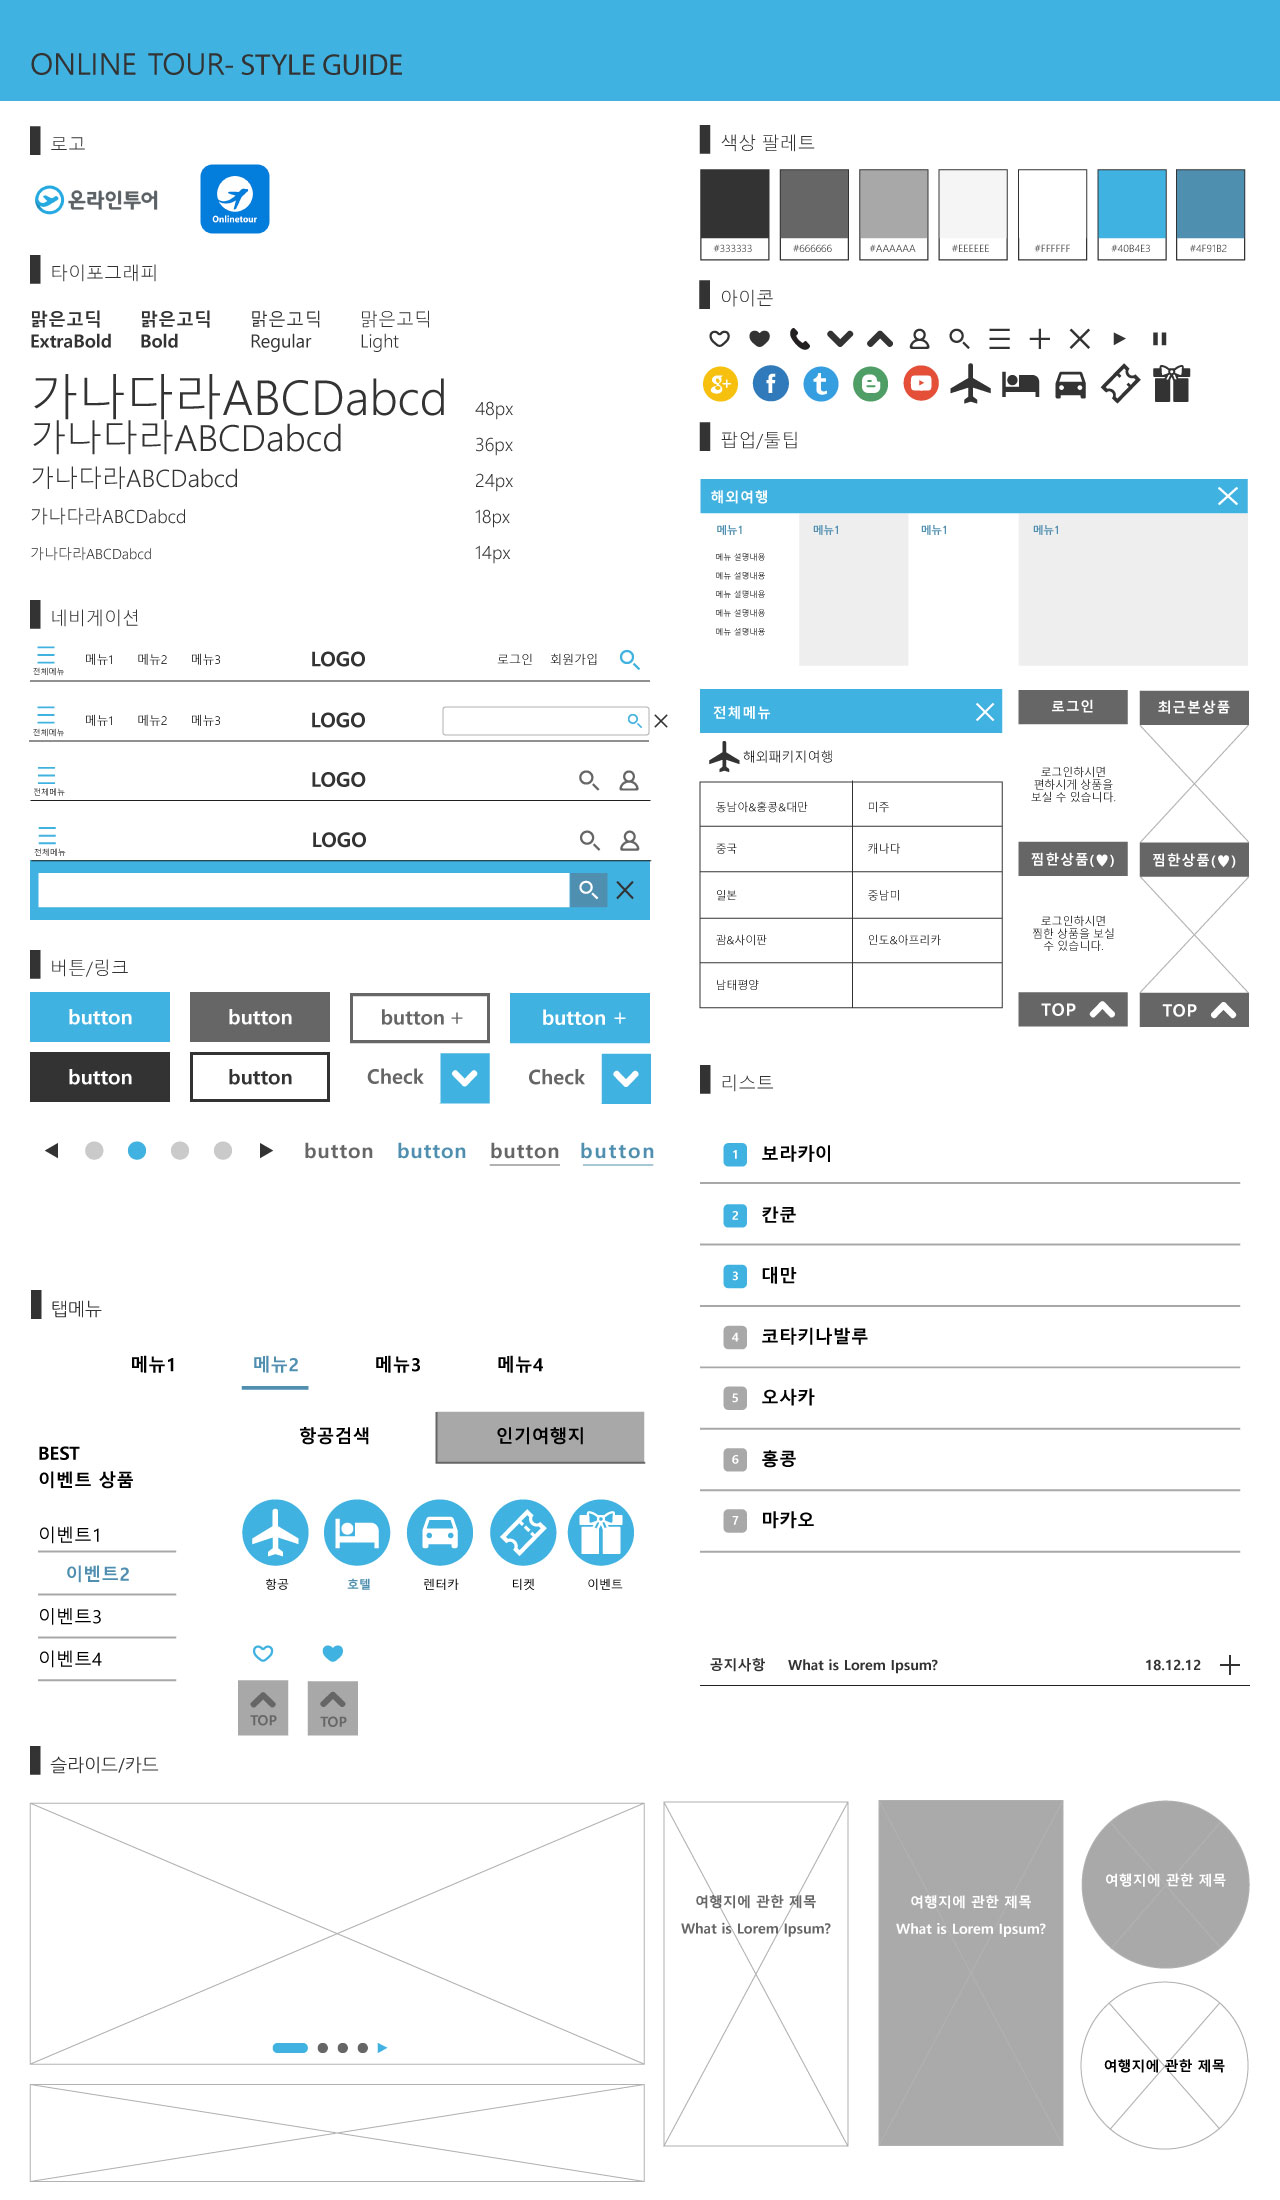 ONLINE TOUR- STYLE GUIDE
로고
온라인투어
Onlinetour
타이포그래피
맑은고딕 맑은고딕 맑은고딕 맑은고딕
ExtraBold Bold Regular Light
가나다라ABCDabcd 48px
가나다라ABCDabcd 36px
가나다라ABCDabcd 24px
가나다라ABCDabcd 18px
가나다라ABCDabcd 14px
네비게이션
전체메뉴 메뉴1 메뉴2 메뉴3 LOGO 로그인 회원가입
전체메뉴 메뉴1 메뉴2 메뉴3 LOGO
전체메뉴 LOGO
전체메뉴 LOGO
버튼/링크
button button button + button +
button button Check Check
button button button button
탭메뉴
메뉴1 메뉴2 메뉴3 메뉴4
항공검색 인기여행지
BEST
이벤트 상품
이벤트1
이벤트2
이벤트3
이벤트4
항공 호텔 렌터카 티켓 이벤트
TOP TOP
색상 팔레트
#333333 #666666 #AAAAAA #EEEEEE #FFFFFF #40B4E3 #4F91B2
아이콘
g+ f t B
팝업/툴팁
해외여행
메뉴1 메뉴1 메뉴1 메뉴1
메뉴 설명내용
메뉴 설명내용
메뉴 설명내용
메뉴 설명내용
메뉴 설명내용
전체메뉴
해외패키지여행
동남아&홍콩&대만 미주
중국 캐나다
일본 중남미
괌&사이판 인도&아프리카
남태평양
로그인
로그인하시면
편하시게 상품을
보실 수 있습니다.
찜한상품(♥)
로그인하시면
찜한 상품을 보실
수 있습니다.
TOP
최근본상품
찜한상품(♥)
TOP
리스트
1 보라카이
2 칸쿤
3 대만
4 코타키나발루
5 오사카
6 홍콩
7 마카오
공지사항 What is Lorem Ipsum? 18.12.12
슬라이드/카드
여행지에 관한 제목
What is Lorem Ipsum?
여행지에 관한 제목
What is Lorem Ipsum?
여행지에 관한 제목
여행지에 관한 제목